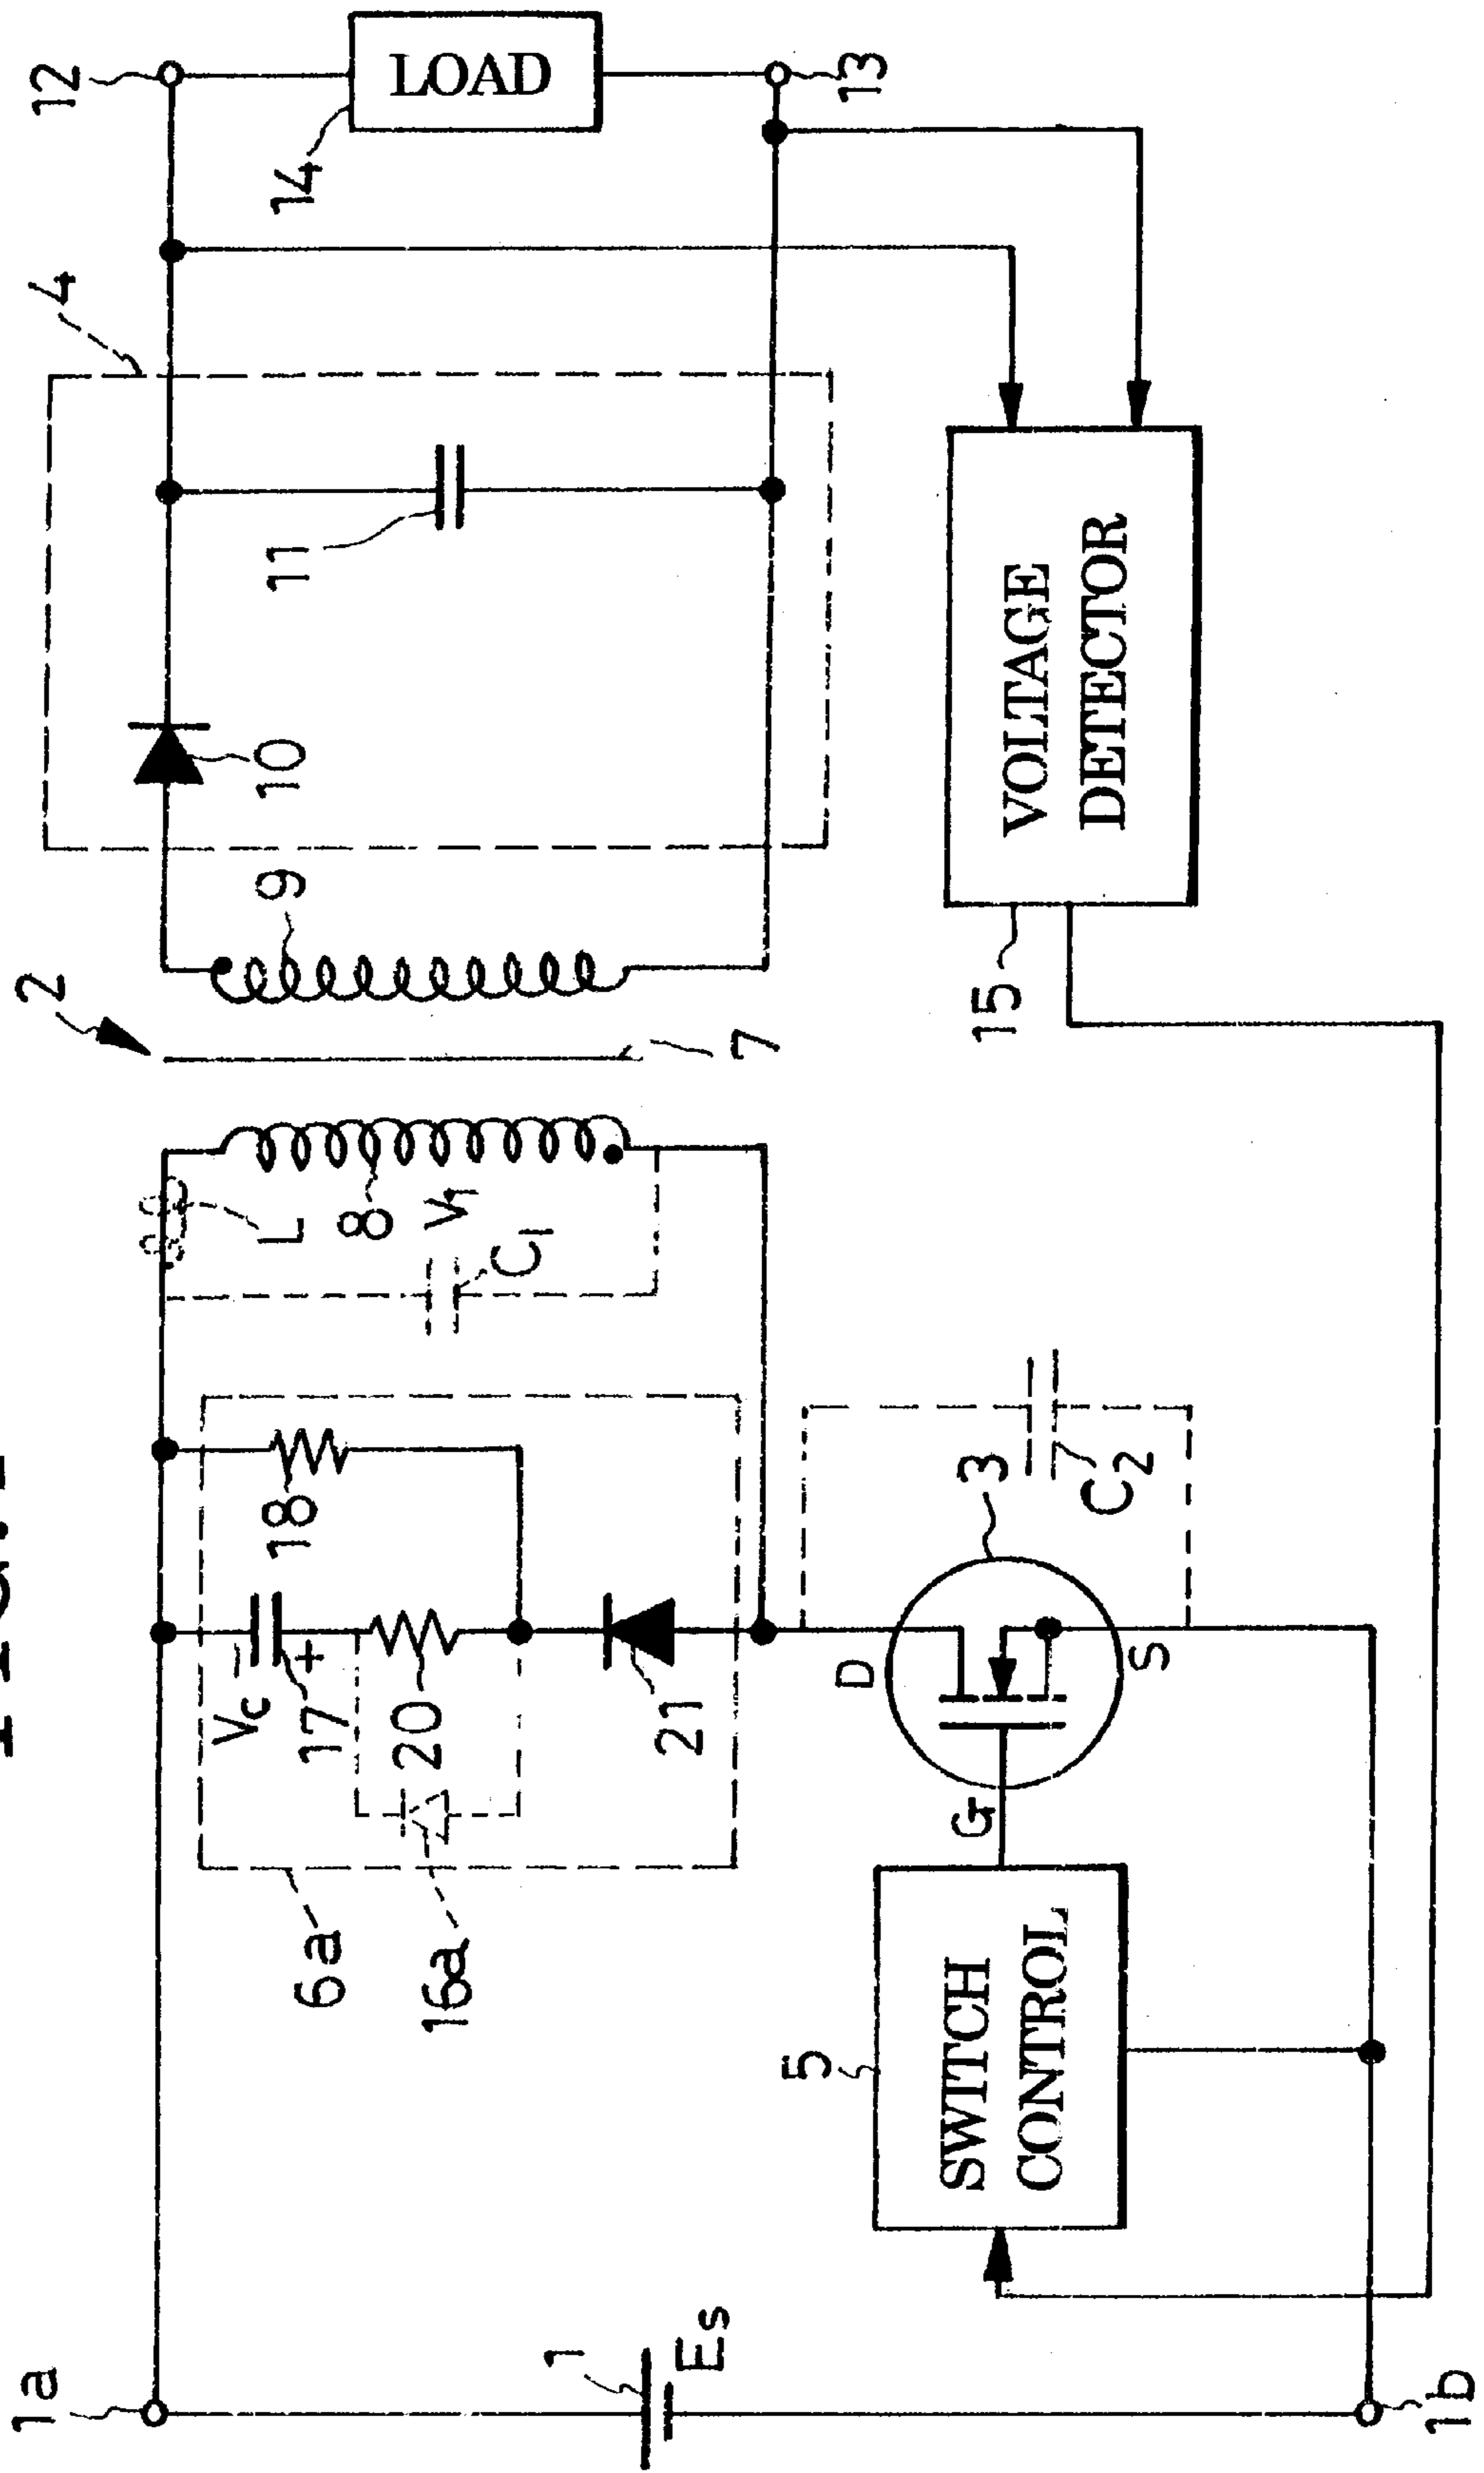 1a
1
Es
1b
6a
16a
Vc
−
17
+
20
18
21
5
SWITCH
CONTROL
G
D
S
3
C2
L
8
V1
C1
2
7
9
4
10
11
12
14
LOAD
13
15
VOLTAGE
DETECTOR